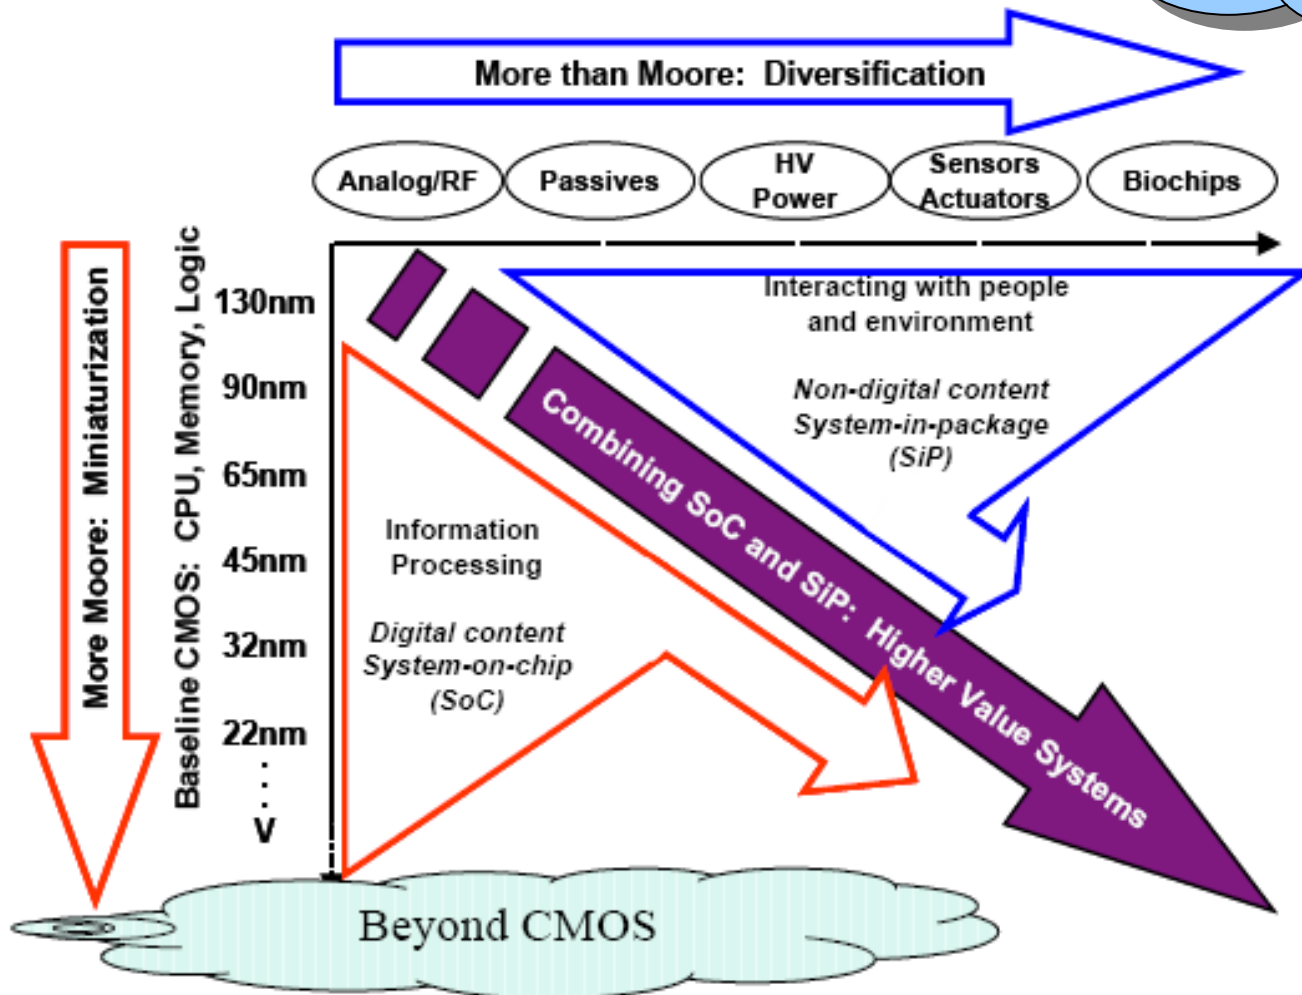 More than Moore: Diversification
Analog/RF
Passives
HV
Power
Sensors
Actuators
Biochips
More Moore: Miniaturization
Baseline CMOS: CPU, Memory, Logic
130nm
90nm
65nm
45nm
32nm
22nm
.
.
.
V
Interacting with people
and environment
Non-digital content
System-in-package
(SiP)
Combining SoC and SiP: Higher Value Systems
Information
Processing
Digital content
System-on-chip
(SoC)
Beyond CMOS